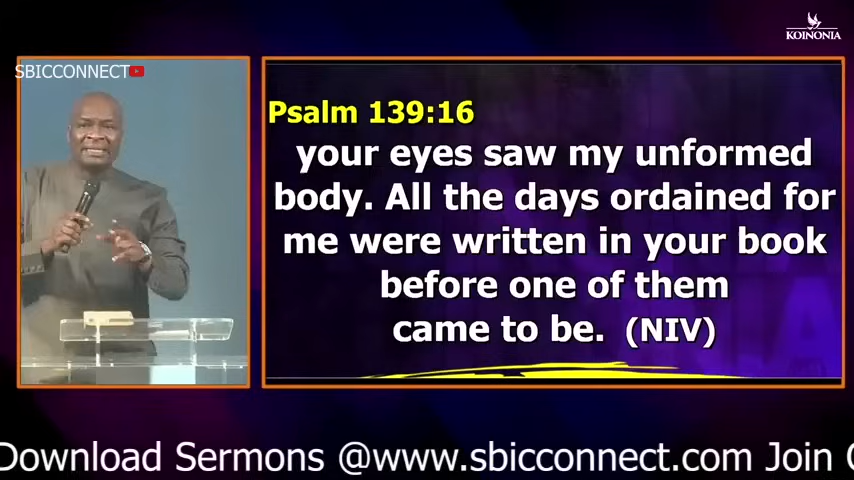 KOINONIA
SBICCONNECT
Psalm 139:16
your eyes saw my unformed
body. All the days ordained for
me were written in your book
before one of them
came to be. (NIV)
Download Sermons @www.sbicconnect.com Join